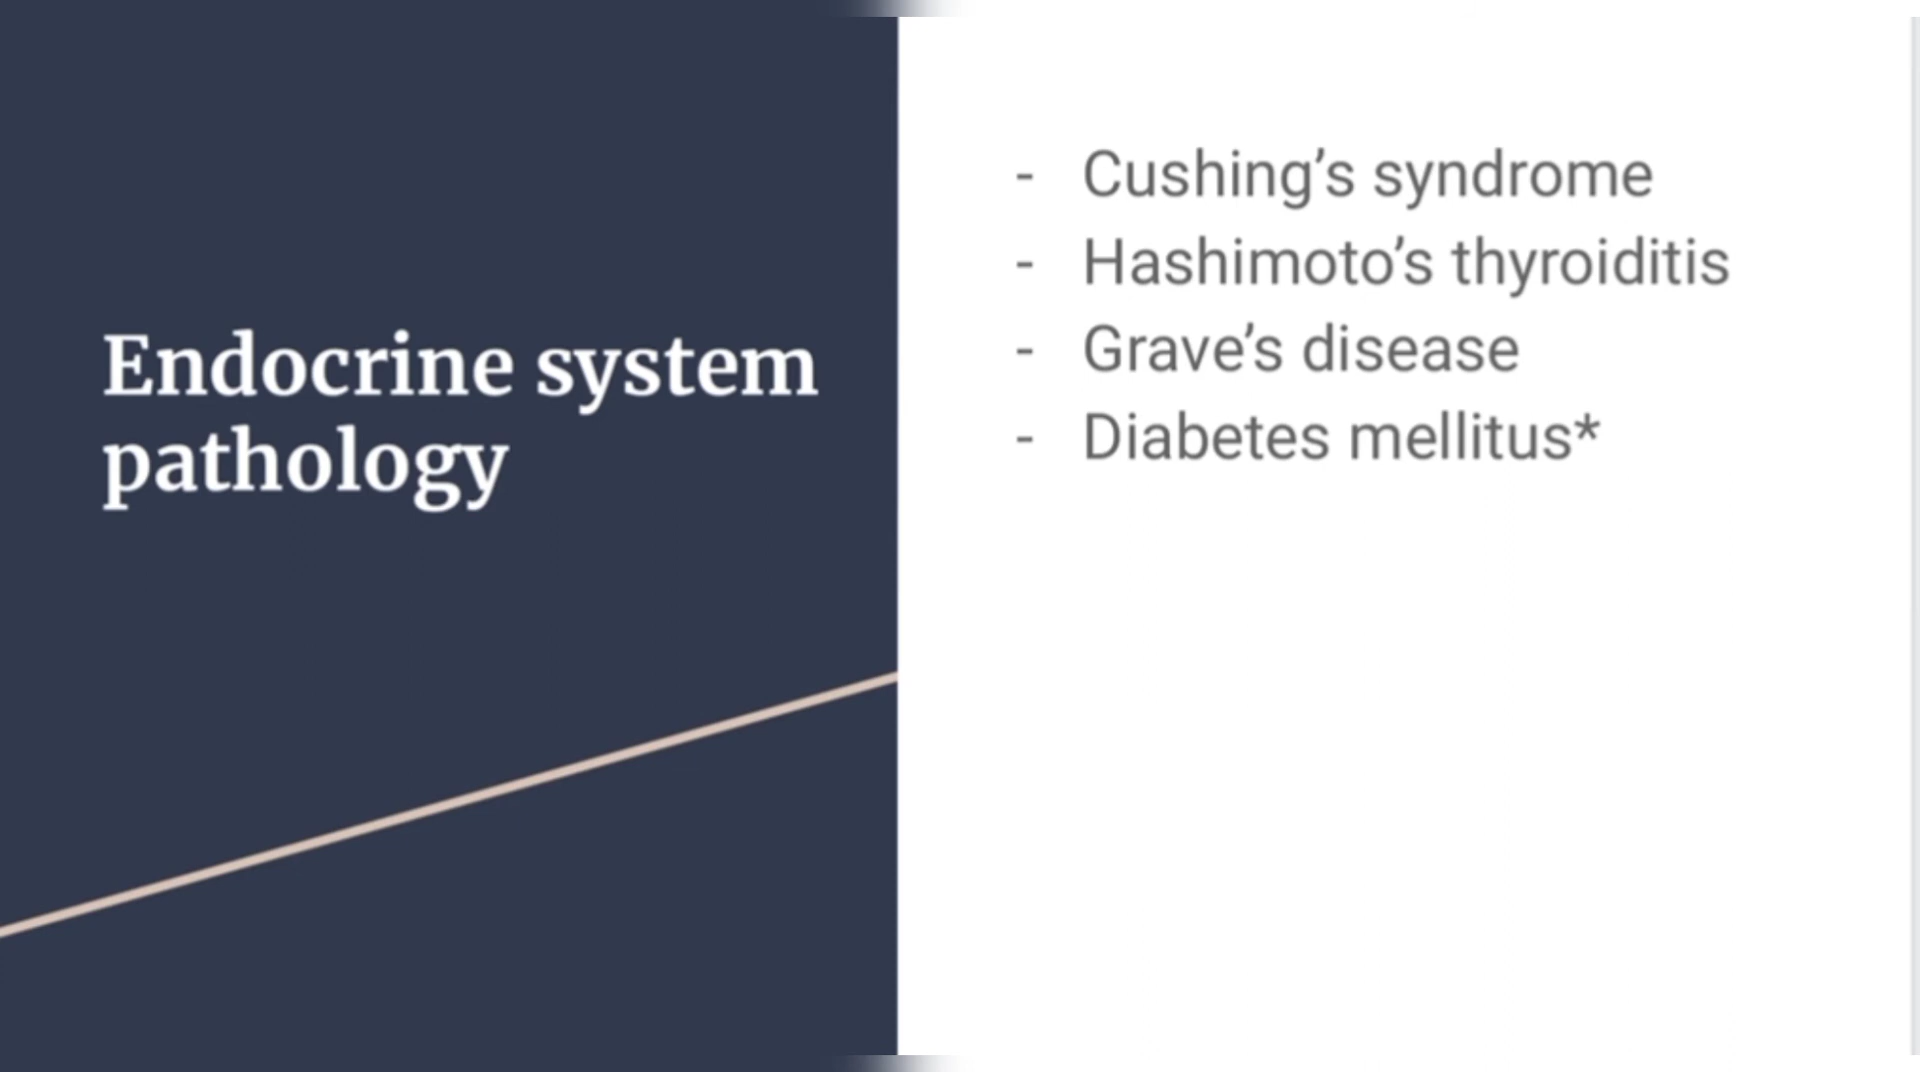 Endocrine system
pathology
- Cushing’s syndrome
- Hashimoto’s thyroiditis
- Grave’s disease
- Diabetes mellitus*